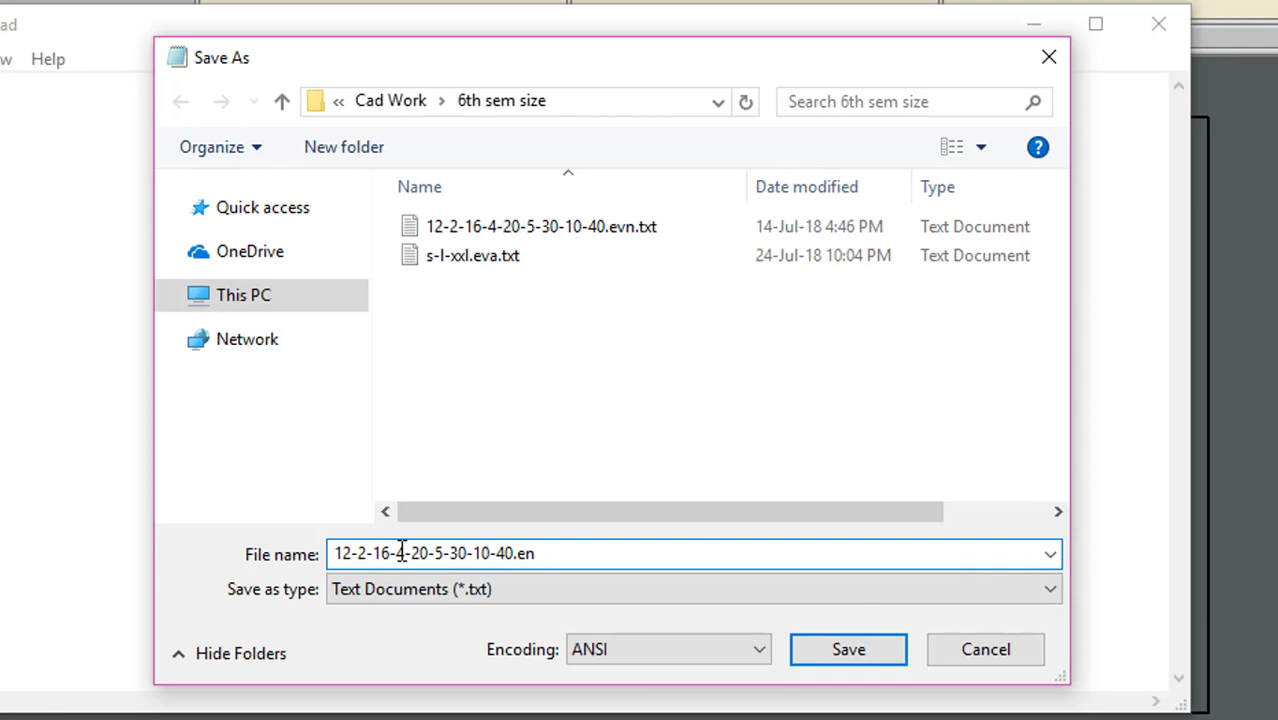 ad
w Help
Save As
« Cad Work › 6th sem size
Search 6th sem size
Organize New folder
Name Date modified Type
Quick access
OneDrive
This PC
Network
12-2-16-4-20-5-30-10-40.evn.txt 14-Jul-18 4:46 PM Text Document
s-l-xxl.eva.txt 24-Jul-18 10:04 PM Text Document
File name: 12-2-16-4-20-5-30-10-40.en
Save as type: Text Documents (*.txt)
Hide Folders Encoding: ANSI Save Cancel